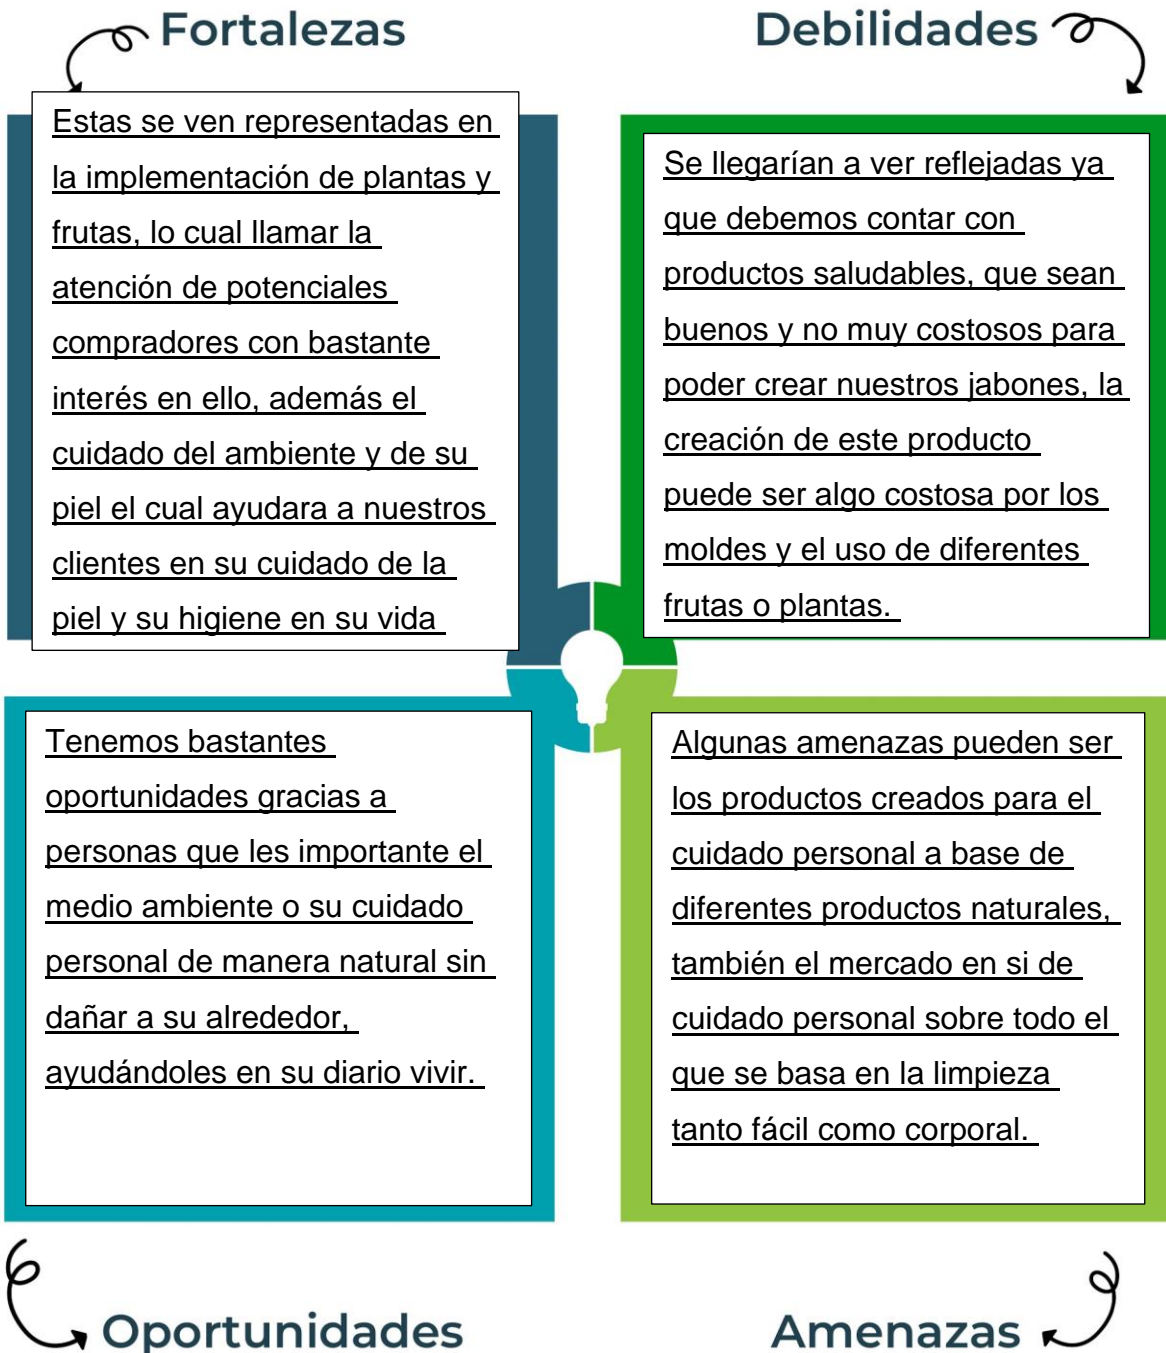 Fortalezas
Estas se ven representadas en
la implementación de plantas y
frutas, lo cual llamar la
atención de potenciales
compradores con bastante
interés en ello, además el
cuidado del ambiente y de su
piel el cual ayudara a nuestros
clientes en su cuidado de la
piel y su higiene en su vida
Debilidades
Se llegarían a ver reflejadas ya
que debemos contar con
productos saludables, que sean
buenos y no muy costosos para
poder crear nuestros jabones, la
creación de este producto
puede ser algo costosa por los
moldes y el uso de diferentes
frutas o plantas.
Tenemos bastantes
oportunidades gracias a
personas que les importante el
medio ambiente o su cuidado
personal de manera natural sin
dañar a su alrededor,
ayudándoles en su diario vivir.
Oportunidades
Algunas amenazas pueden ser
los productos creados para el
cuidado personal a base de
diferentes productos naturales,
también el mercado en si de
cuidado personal sobre todo el
que se basa en la limpieza
tanto fácil como corporal.
Amenazas